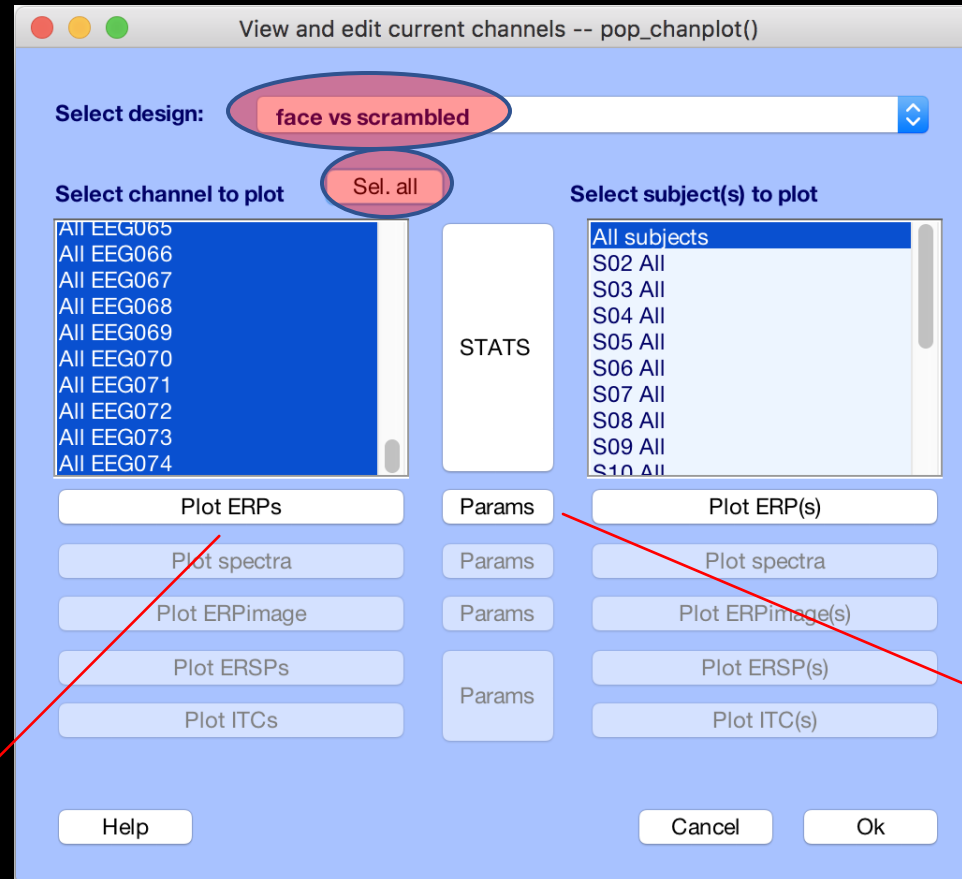 View and edit current channels -- pop_chanplot()
Select design:
face vs scrambled
Sel. all
Select channel to plot
Select subject(s) to plot
All EEG065
All EEG066
All EEG067
All EEG068
All EEG069
All EEG070
All EEG071
All EEG072
All EEG073
All EEG074
STATS
All subjects
S02 All
S03 All
S04 All
S05 All
S06 All
S07 All
S08 All
S09 All
S10 All
Plot ERPs
Params
Plot ERP(s)
Plot spectra
Params
Plot spectra
Plot ERPimage
Params
Plot ERPimage(s)
Plot ERSPs
Params
Plot ERSP(s)
Plot ITCs
Plot ITC(s)
Help
Cancel
Ok